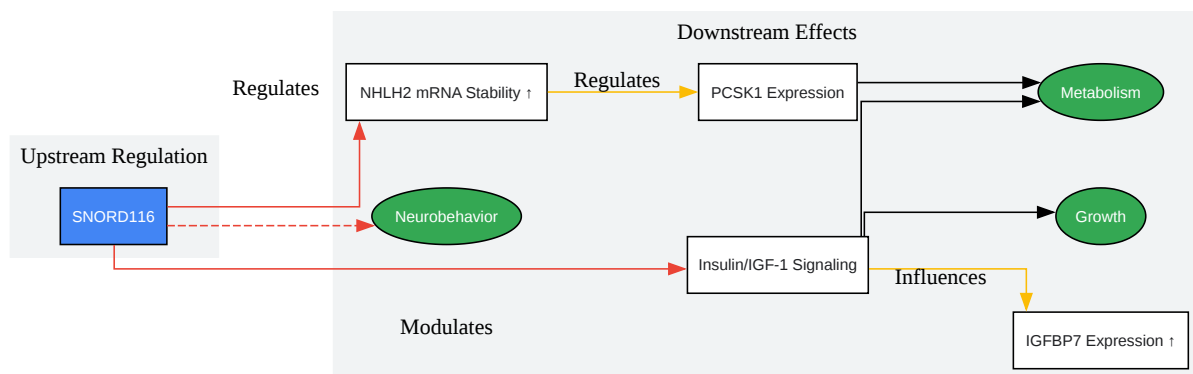 Downstream Effects
Regulates
NHLH2 mRNA Stability ↑
Regulates
PCSK1 Expression
Metabolism
Upstream Regulation
SNORD116
Neurobehavior
Growth
Insulin/IGF-1 Signaling
Influences
Modulates
IGFBP7 Expression ↑